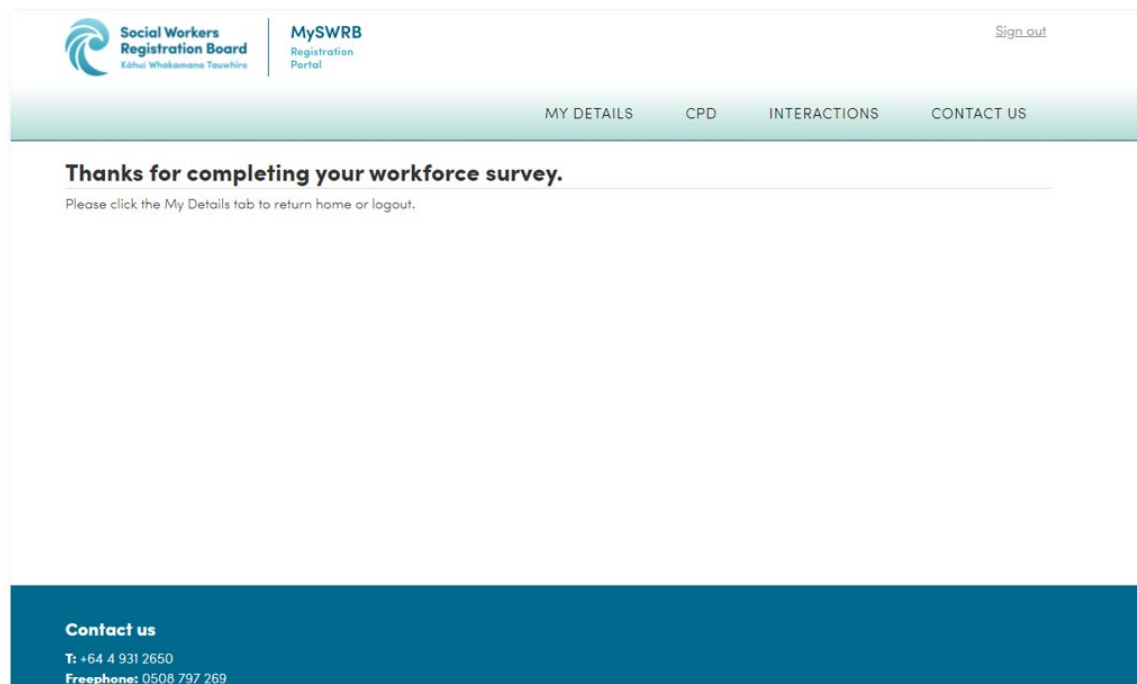 Social Workers
Registration Board
Kāhui Whakamana Tauwhiro
MySWRB
Registration
Portal
Sign out
MY DETAILS CPD INTERACTIONS CONTACT US
Thanks for completing your workforce survey.
Please click the My Details tab to return home or logout.
Contact us
T: +64 4 931 2650
Freephone: 0508 797 269